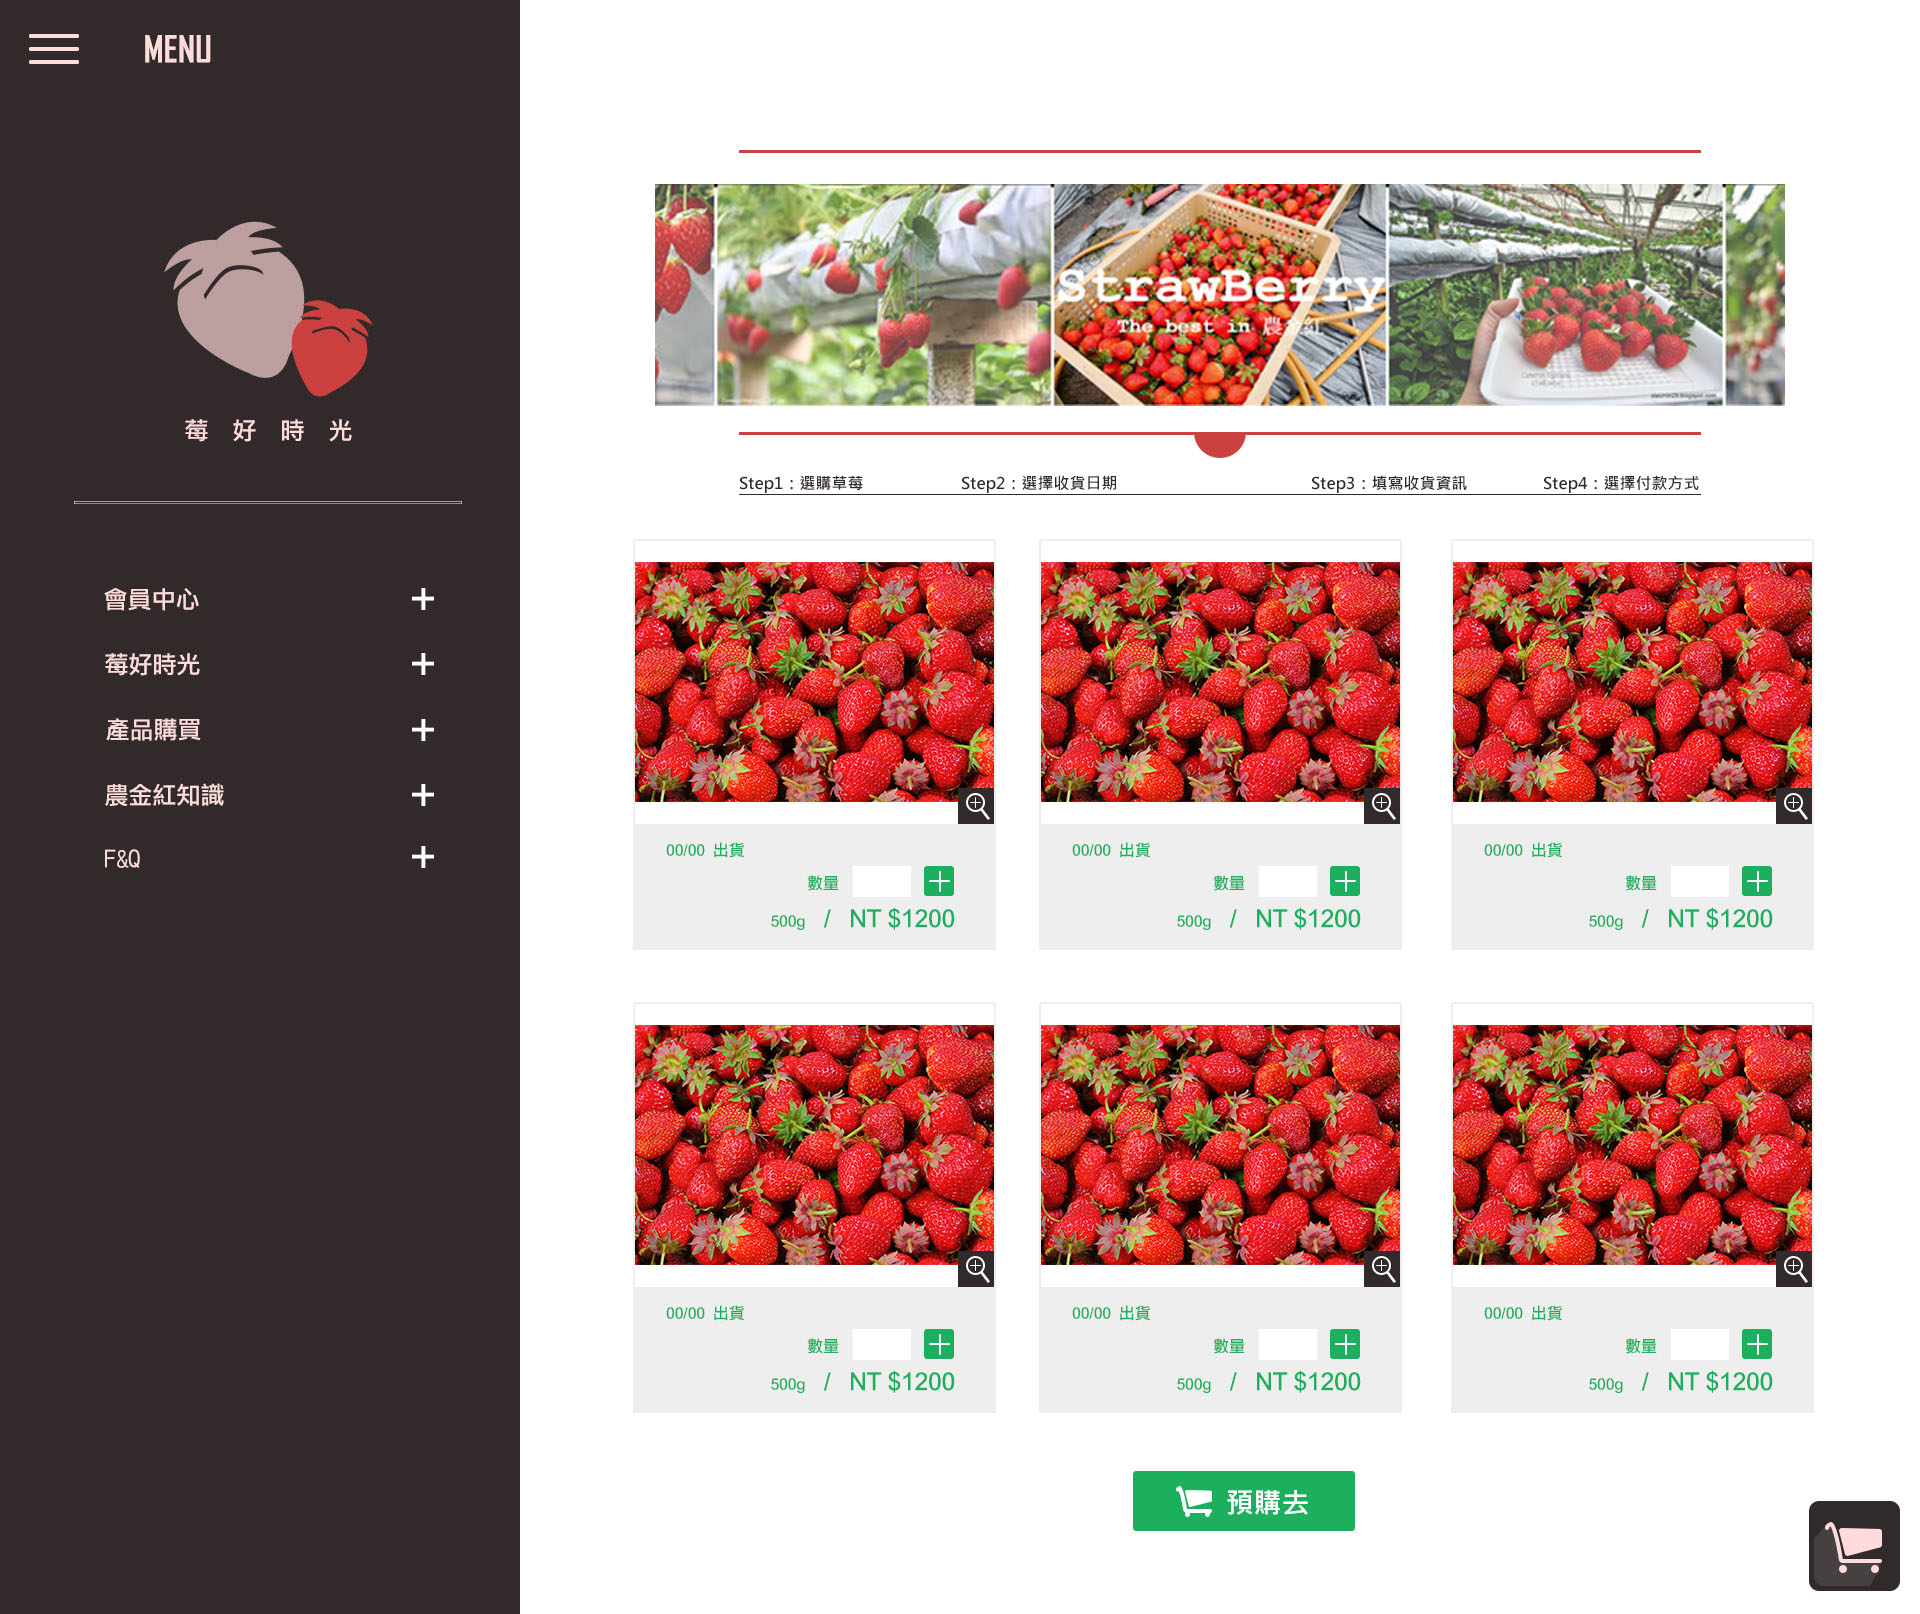 MENU
莓好時光
會員中心
莓好時光
產品購買
農金紅知識
F&Q
StrawBerry
The best in 農金紅
Step1：選購草莓
Step2：選擇收貨日期
Step3：填寫收貨資訊
Step4：選擇付款方式
00/00 出貨
數量
500g / NT $1200
00/00 出貨
數量
500g / NT $1200
00/00 出貨
數量
500g / NT $1200
00/00 出貨
數量
500g / NT $1200
00/00 出貨
數量
500g / NT $1200
00/00 出貨
數量
500g / NT $1200
預購去